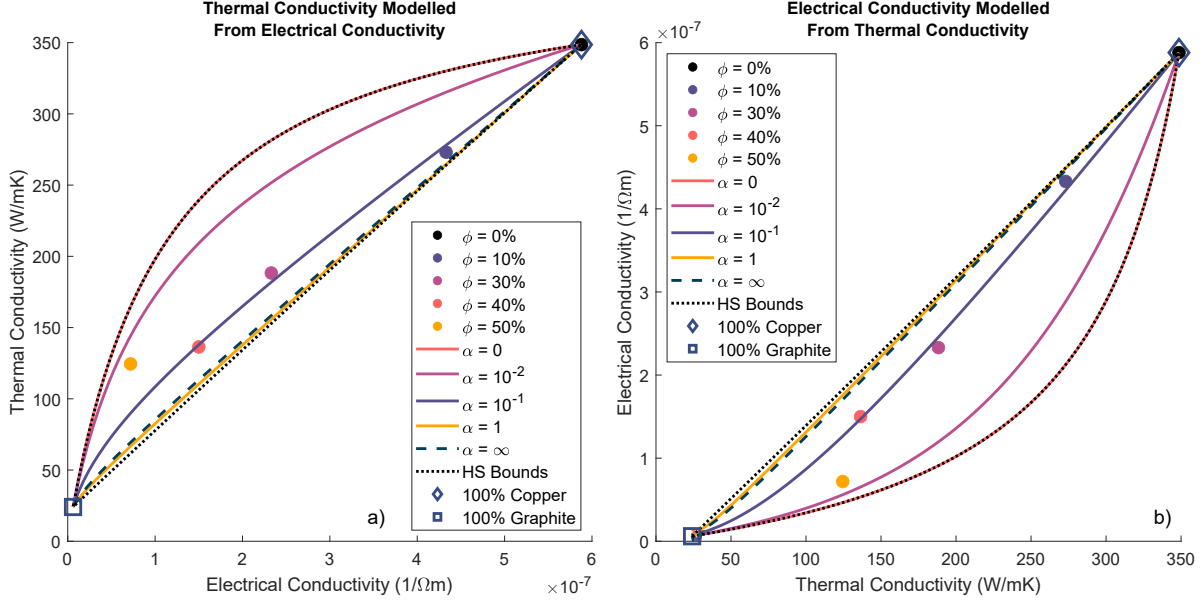 Thermal Conductivity Modelled
From Electrical Conductivity
Thermal Conductivity (W/mK)
350
300
250
200
150
100
50
0
0
1
2
3
4
5
6
×10⁻⁷
Electrical Conductivity (1/Ωm)
ϕ = 0%
ϕ = 10%
ϕ = 30%
ϕ = 40%
ϕ = 50%
α = 0
α = 10⁻²
α = 10⁻¹
α = 1
α = ∞
HS Bounds
100% Copper
100% Graphite
a)
Electrical Conductivity Modelled
From Thermal Conductivity
×10⁻⁷
Electrical Conductivity (1/Ωm)
6
5
4
3
2
1
0
0
50
100
150
200
250
300
350
Thermal Conductivity (W/mK)
ϕ = 0%
ϕ = 10%
ϕ = 30%
ϕ = 40%
ϕ = 50%
α = 0
α = 10⁻²
α = 10⁻¹
α = 1
α = ∞
HS Bounds
100% Copper
100% Graphite
b)